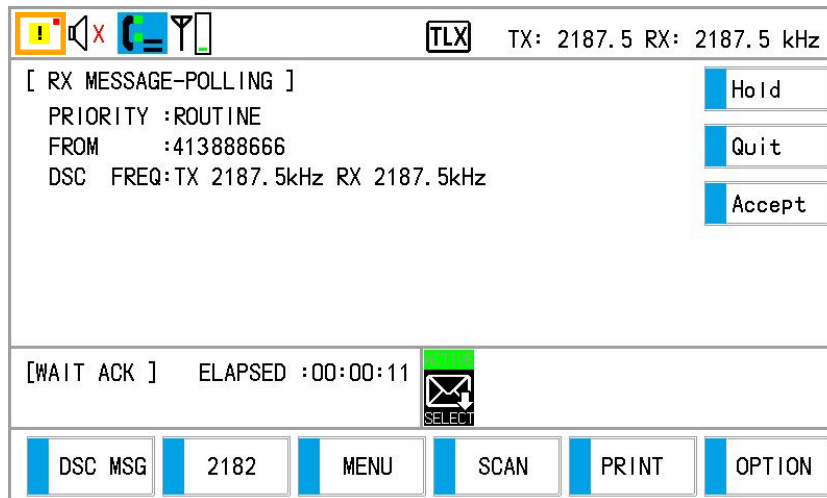 ! X TLX TX: 2187.5 RX: 2187.5 kHz
[ RX MESSAGE-POLLING ]
PRIORITY :ROUTINE
FROM :413888666
DSC FREQ:TX 2187.5kHz RX 2187.5kHz
Hold
Quit
Accept
[WAIT ACK ] ELAPSED :00:00:11
ACTIVE
SELECT
DSC MSG 2182 MENU SCAN PRINT OPTION